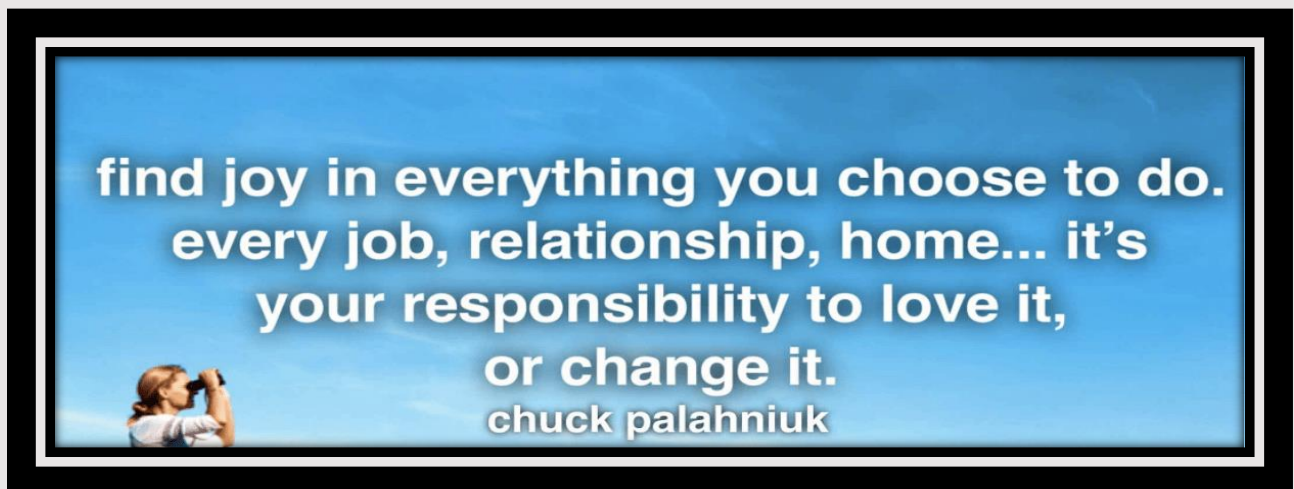 find joy in everything you choose to do.
every job, relationship, home... it's
your responsibility to love it,
or change it.
chuck palahniuk